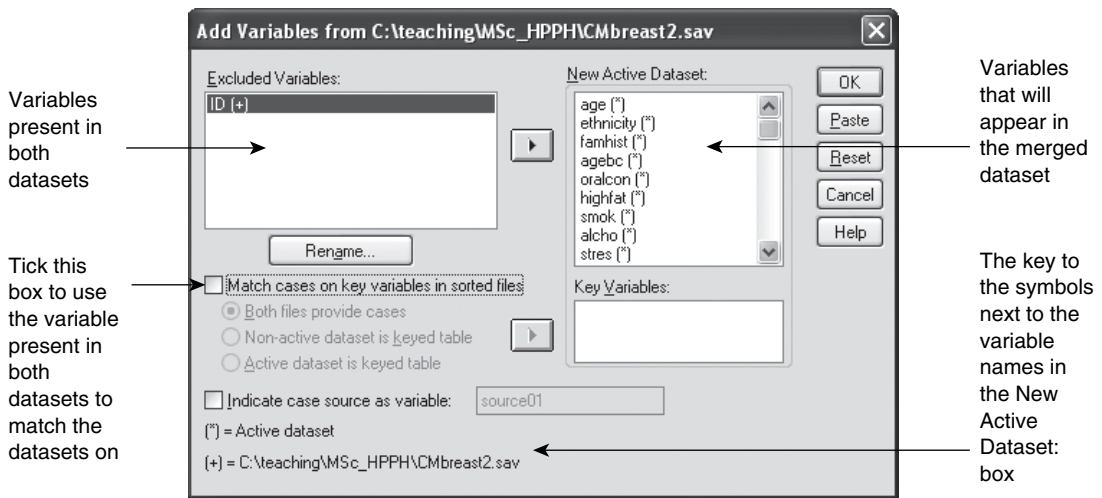 Add Variables from C:\teaching\MSc_HPPH\CMbreast2.sav
Variables
present in
both
datasets
Excluded Variables:
ID (+)
Rename...
New Active Dataset:
age (*)
ethnicity (*)
famhist (*)
agebc (*)
oralcon (*)
highfat (*)
smok (*)
alcho (*)
stres (*)
OK
Paste
Reset
Cancel
Help
Variables
that will
appear in
the merged
dataset
Tick this
box to use
the variable
present in
both
datasets to
match the
datasets on
Match cases on key variables in sorted files
Both files provide cases
Non-active dataset is keyed table
Active dataset is keyed table
Key Variables:
Indicate case source as variable:
source01
(*) = Active dataset
(+) = C:\teaching\MSc_HPPH\CMbreast2.sav
The key to
the symbols
next to the
variable
names in
the New
Active
Dataset:
box